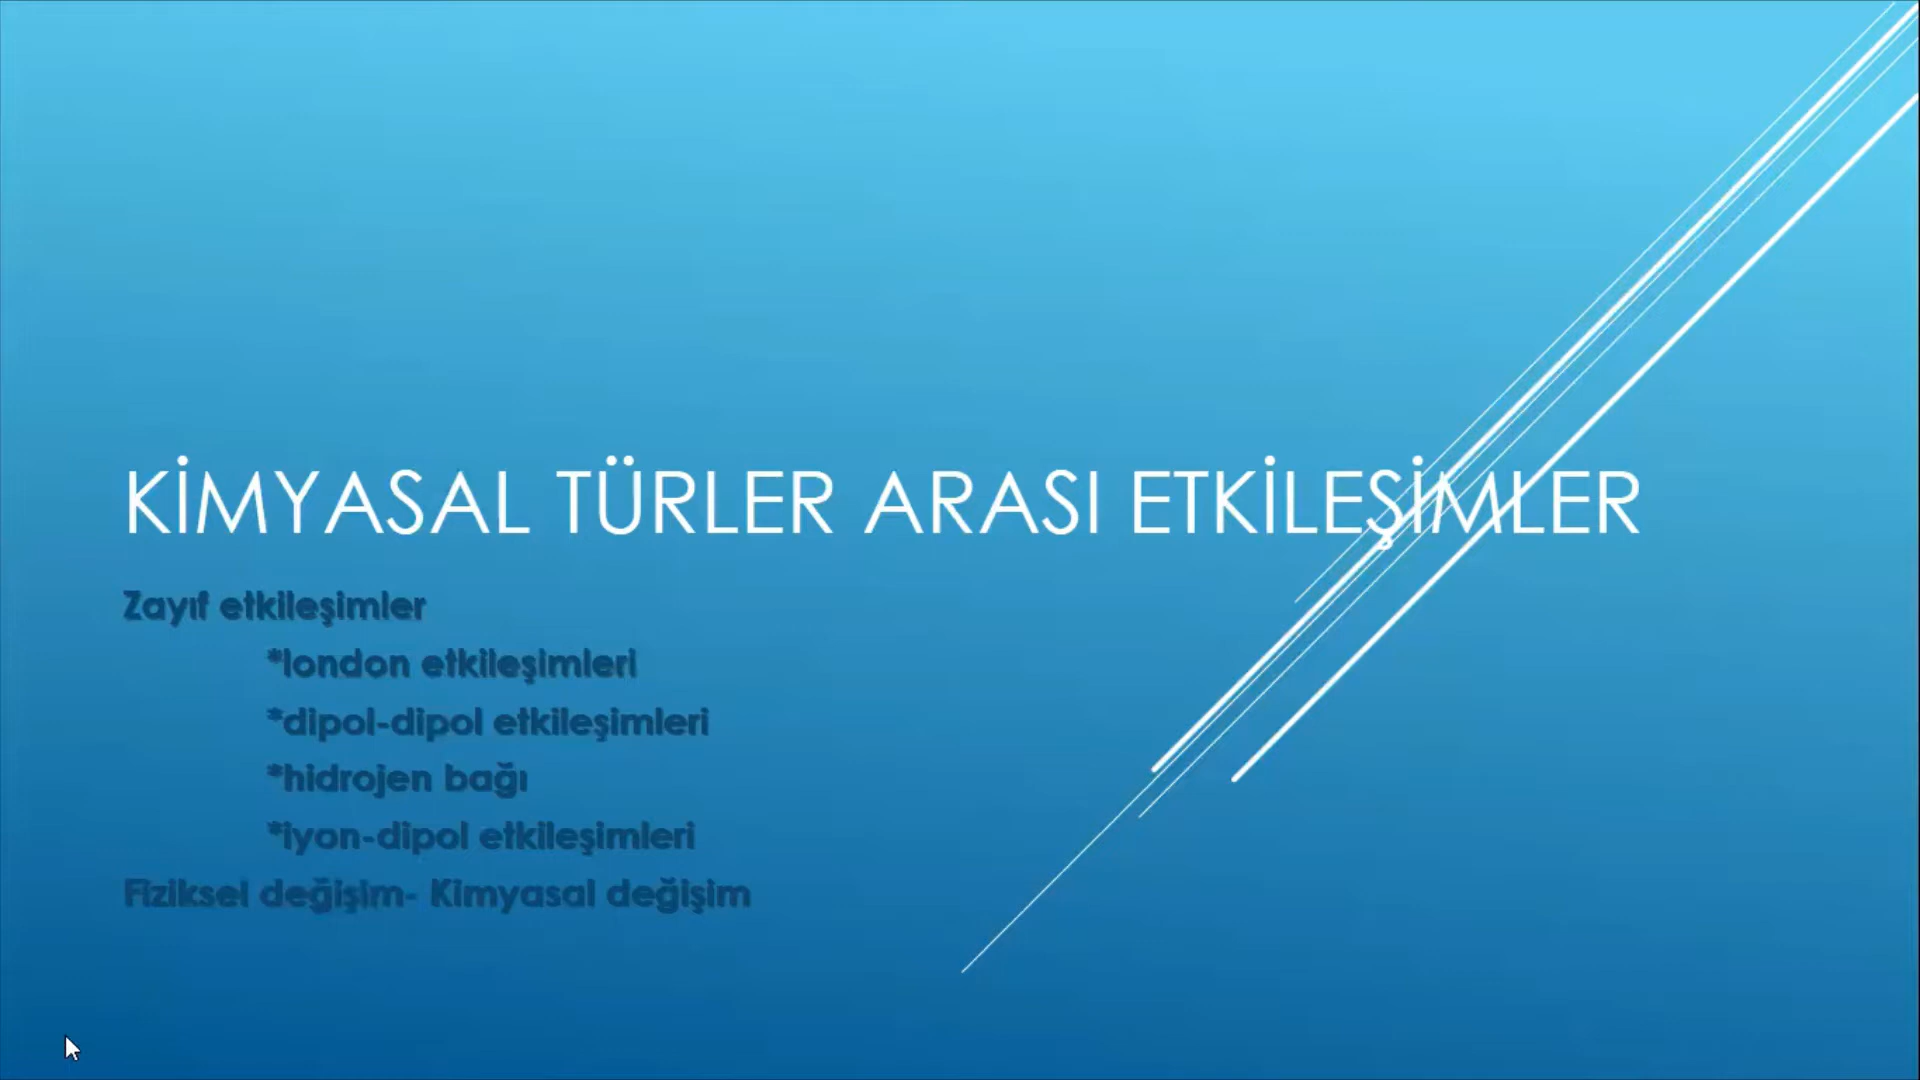 KİMYASAL TÜRLER ARASI ETKİLEŞİMLER
Zayıf etkileşimler
*london etkileşimleri
*dipol-dipol etkileşimleri
*hidrojen bağı
*iyon-dipol etkileşimleri
Fiziksel değişim- Kimyasal değişim